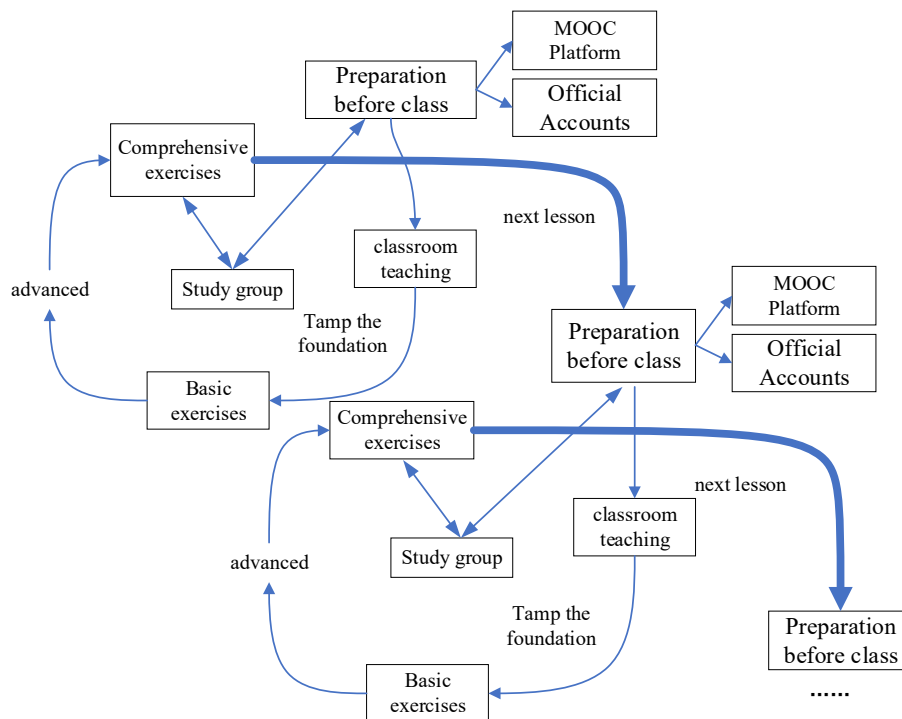 MOOC
Platform
Preparation
before class
Official
Accounts
Comprehensive
exercises
next lesson
classroom
teaching
Study group
advanced
Tamp the
foundation
Basic
exercises
MOOC
Platform
Preparation
before class
Official
Accounts
Comprehensive
exercises
next lesson
classroom
teaching
Study group
advanced
Tamp the
foundation
Basic
exercises
Preparation
before class
......